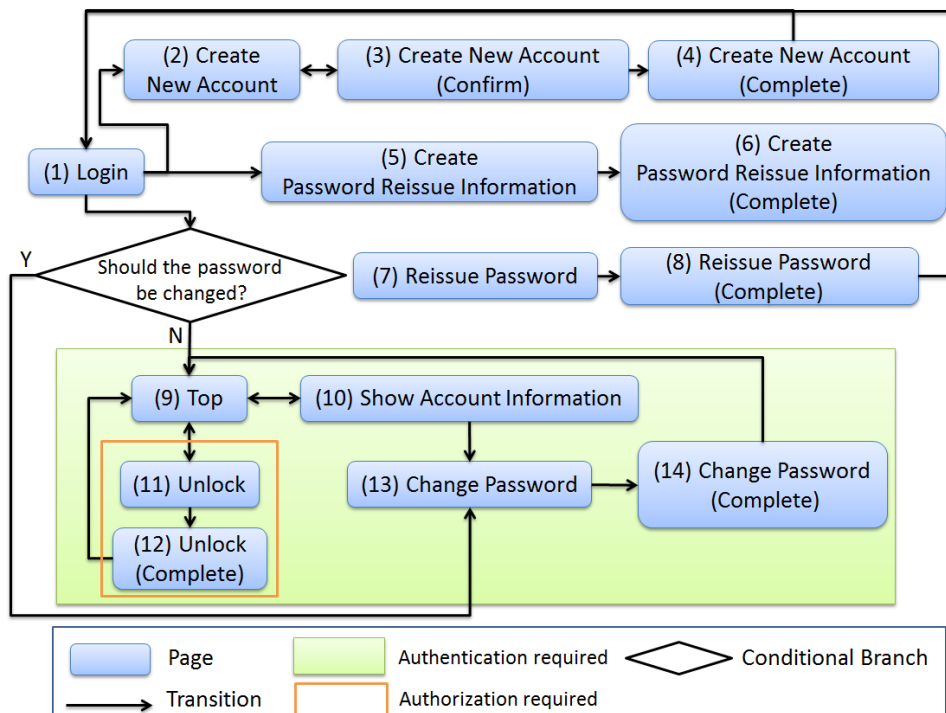 (2) Create
New Account
(3) Create New Account
(Confirm)
(4) Create New Account
(Complete)
(1) Login
(5) Create
Password Reissue Information
(6) Create
Password Reissue Information
(Complete)
Y
Should the password
be changed?
(7) Reissue Password
(8) Reissue Password
(Complete)
N
(9) Top
(10) Show Account Information
(11) Unlock
(13) Change Password
(14) Change Password
(Complete)
(12) Unlock
(Complete)
Page
Authentication required
Conditional Branch
Transition
Authorization required